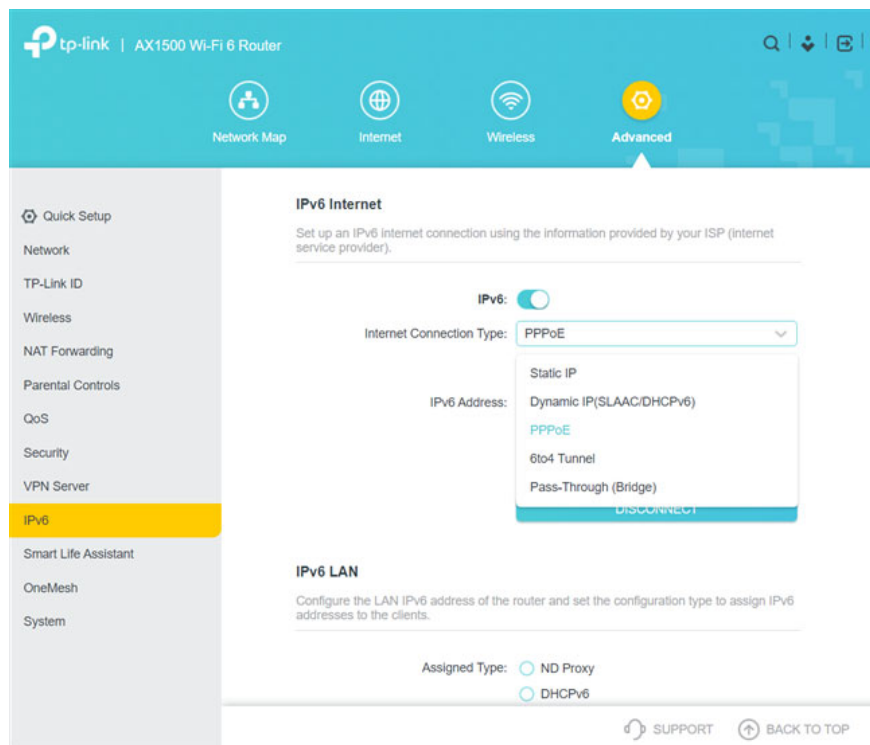 tp-link | AX1500 Wi-Fi 6 Router
Network Map
Internet
Wireless
Advanced
Quick Setup
Network
TP-Link ID
Wireless
NAT Forwarding
Parental Controls
QoS
Security
VPN Server
IPv6
Smart Life Assistant
OneMesh
System
IPv6 Internet
Set up an IPv6 internet connection using the information provided by your ISP (internet
service provider).
IPv6:
Internet Connection Type: PPPoE
Static IP
IPv6 Address:
Dynamic IP(SLAAC/DHCPv6)
PPPoE
6to4 Tunnel
Pass-Through (Bridge)
DISCONNECT
IPv6 LAN
Configure the LAN IPv6 address of the router and set the configuration type to assign IPv6
addresses to the clients.
Assigned Type: ND Proxy
DHCPv6
SUPPORT
BACK TO TOP